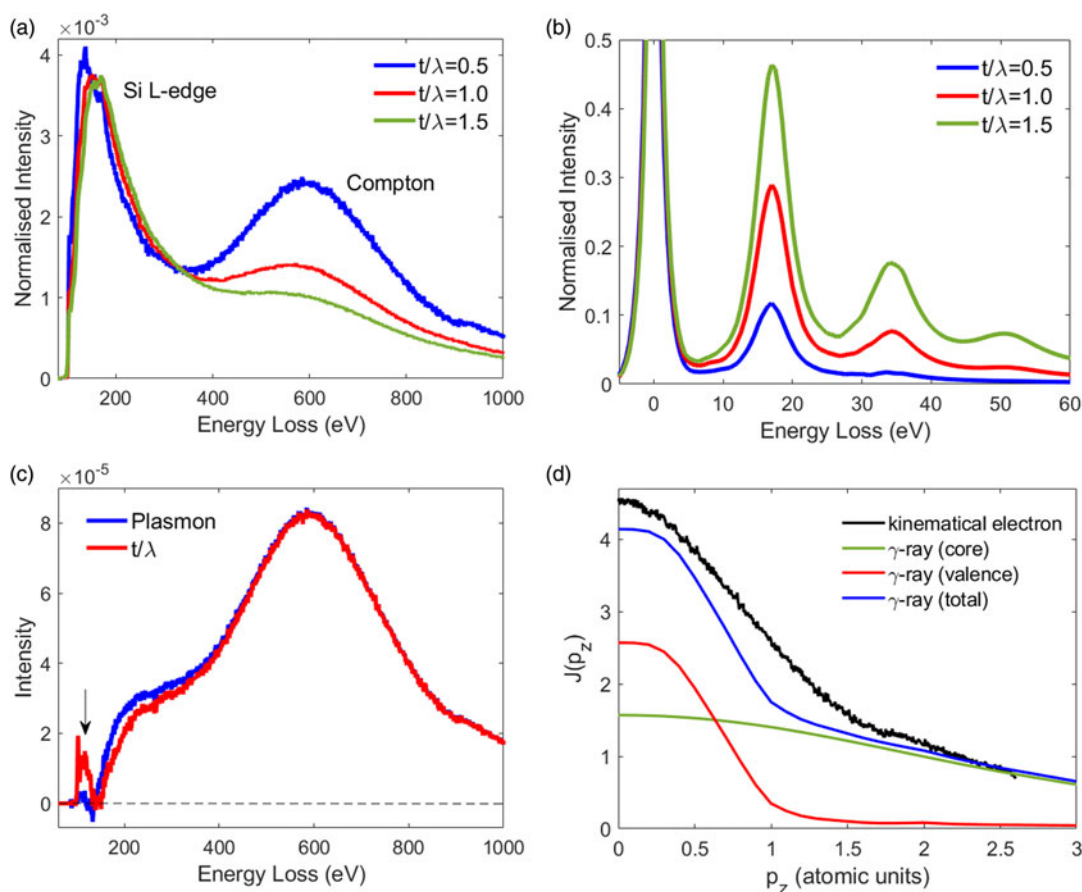 (a)
×10⁻³
Normalised Intensity
4
3
2
1
0
Si L-edge
t/λ=0.5
t/λ=1.0
t/λ=1.5
Compton
200 400 600 800 1000
Energy Loss (eV)
(b)
Normalised Intensity
0.5
0.4
0.3
0.2
0.1
0
t/λ=0.5
t/λ=1.0
t/λ=1.5
0 10 20 30 40 50 60
Energy Loss (eV)
(c)
×10⁻⁵
Intensity
8
6
4
2
0
Plasmon
t/λ
200 400 600 800 1000
Energy Loss (eV)
(d)
J(p_z)
4
3
2
1
0
kinematical electron
γ-ray (core)
γ-ray (valence)
γ-ray (total)
0 0.5 1 1.5 2 2.5 3
p_z (atomic units)